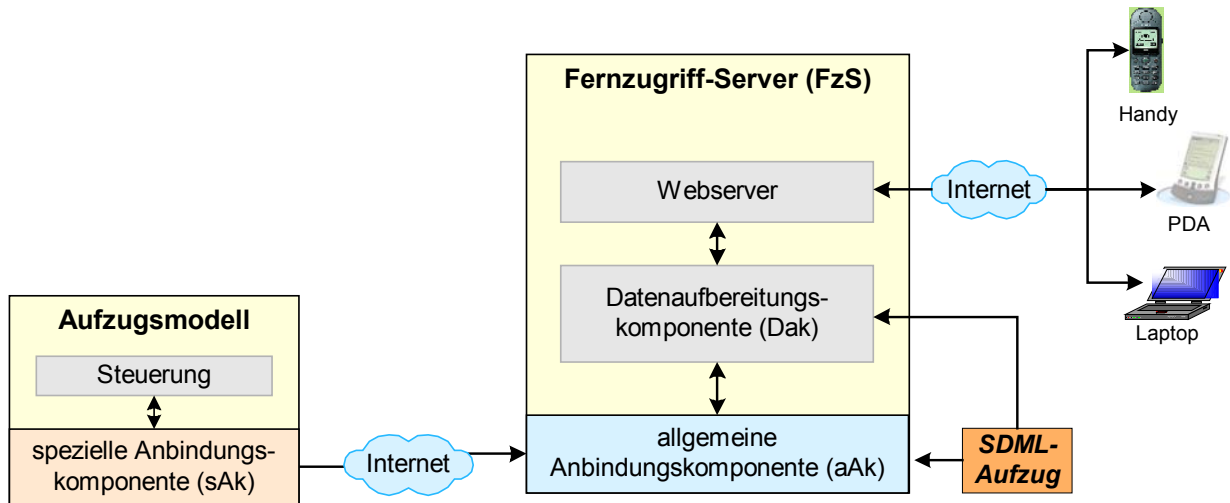 Fernzugriff-Server (FzS)
Webserver
Datenaufbereitungs-
komponente (Dak)
allgemeine
Anbindungskomponente (aAk)
Aufzugsmodell
Steuerung
spezielle Anbindungs-
komponente (sAk)
Internet
Internet
Handy
PDA
Laptop
SDML-
Aufzug